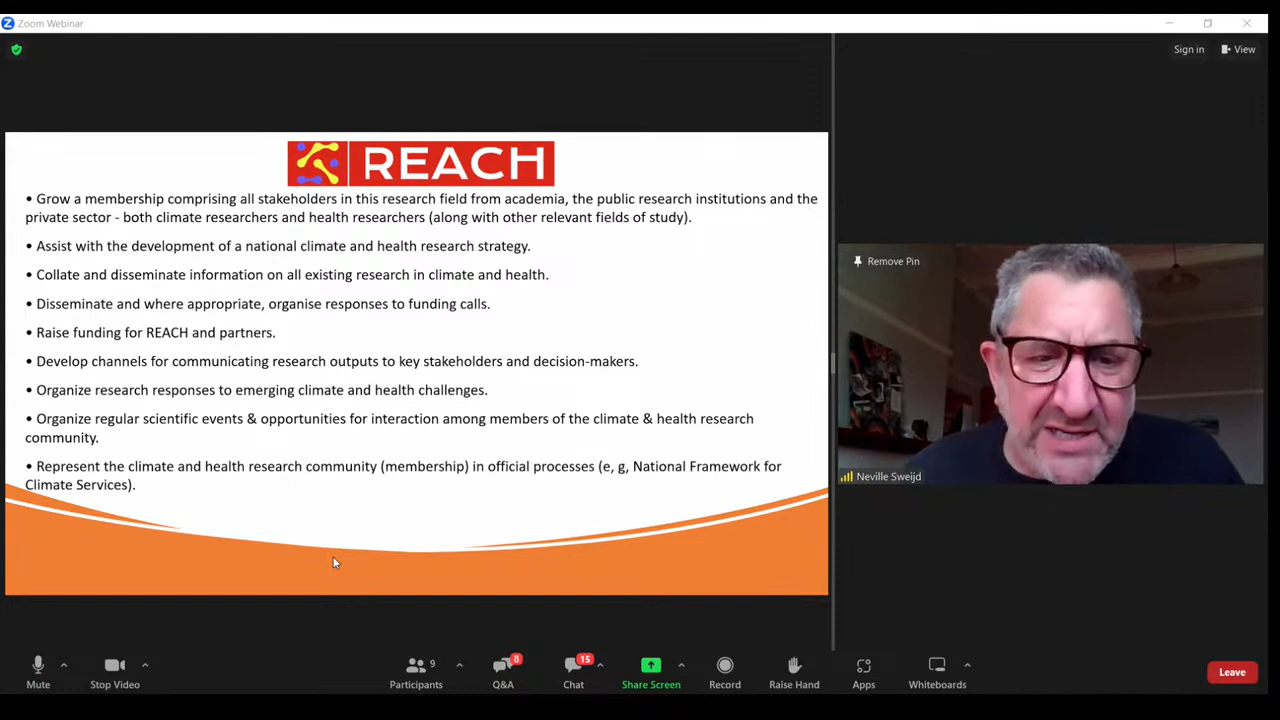 Zoom Webinar
Sign in
View
REACH
• Grow a membership comprising all stakeholders in this research field from academia, the public research institutions and the
private sector - both climate researchers and health researchers (along with other relevant fields of study).
• Assist with the development of a national climate and health research strategy.
• Collate and disseminate information on all existing research in climate and health.
• Disseminate and where appropriate, organise responses to funding calls.
• Raise funding for REACH and partners.
• Develop channels for communicating research outputs to key stakeholders and decision-makers.
• Organize research responses to emerging climate and health challenges.
• Organize regular scientific events & opportunities for interaction among members of the climate & health research
community.
• Represent the climate and health research community (membership) in official processes (e, g, National Framework for
Climate Services).
Remove Pin
Neville Sweijd
Mute
Stop Video
9
Participants
8
Q&A
15
Chat
Share Screen
Record
Raise Hand
Apps
Whiteboards
Leave